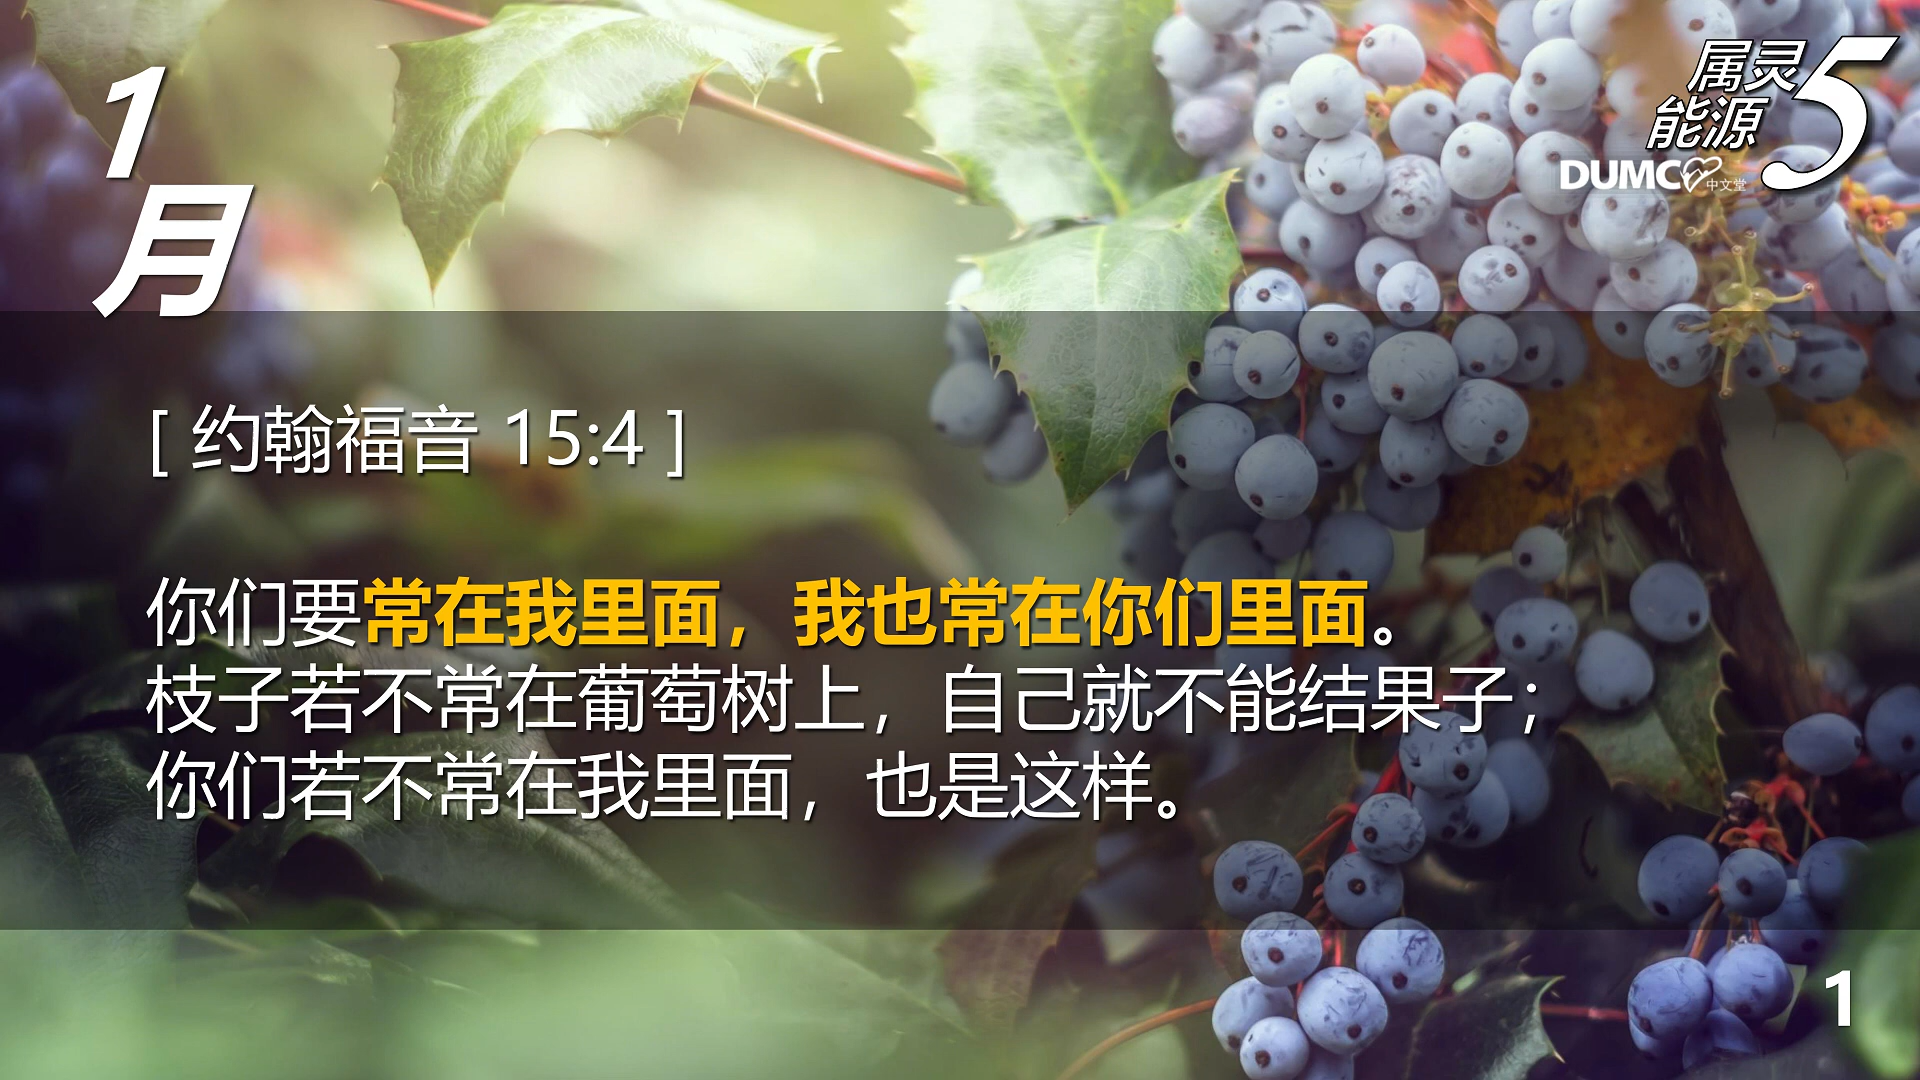 1
月
属灵
能源
5
DUMC 中文堂
[ 约翰福音 15:4 ]
你们要常在我里面，我也常在你们里面。
枝子若不常在葡萄树上，自己就不能结果子；
你们若不常在我里面，也是这样。
1